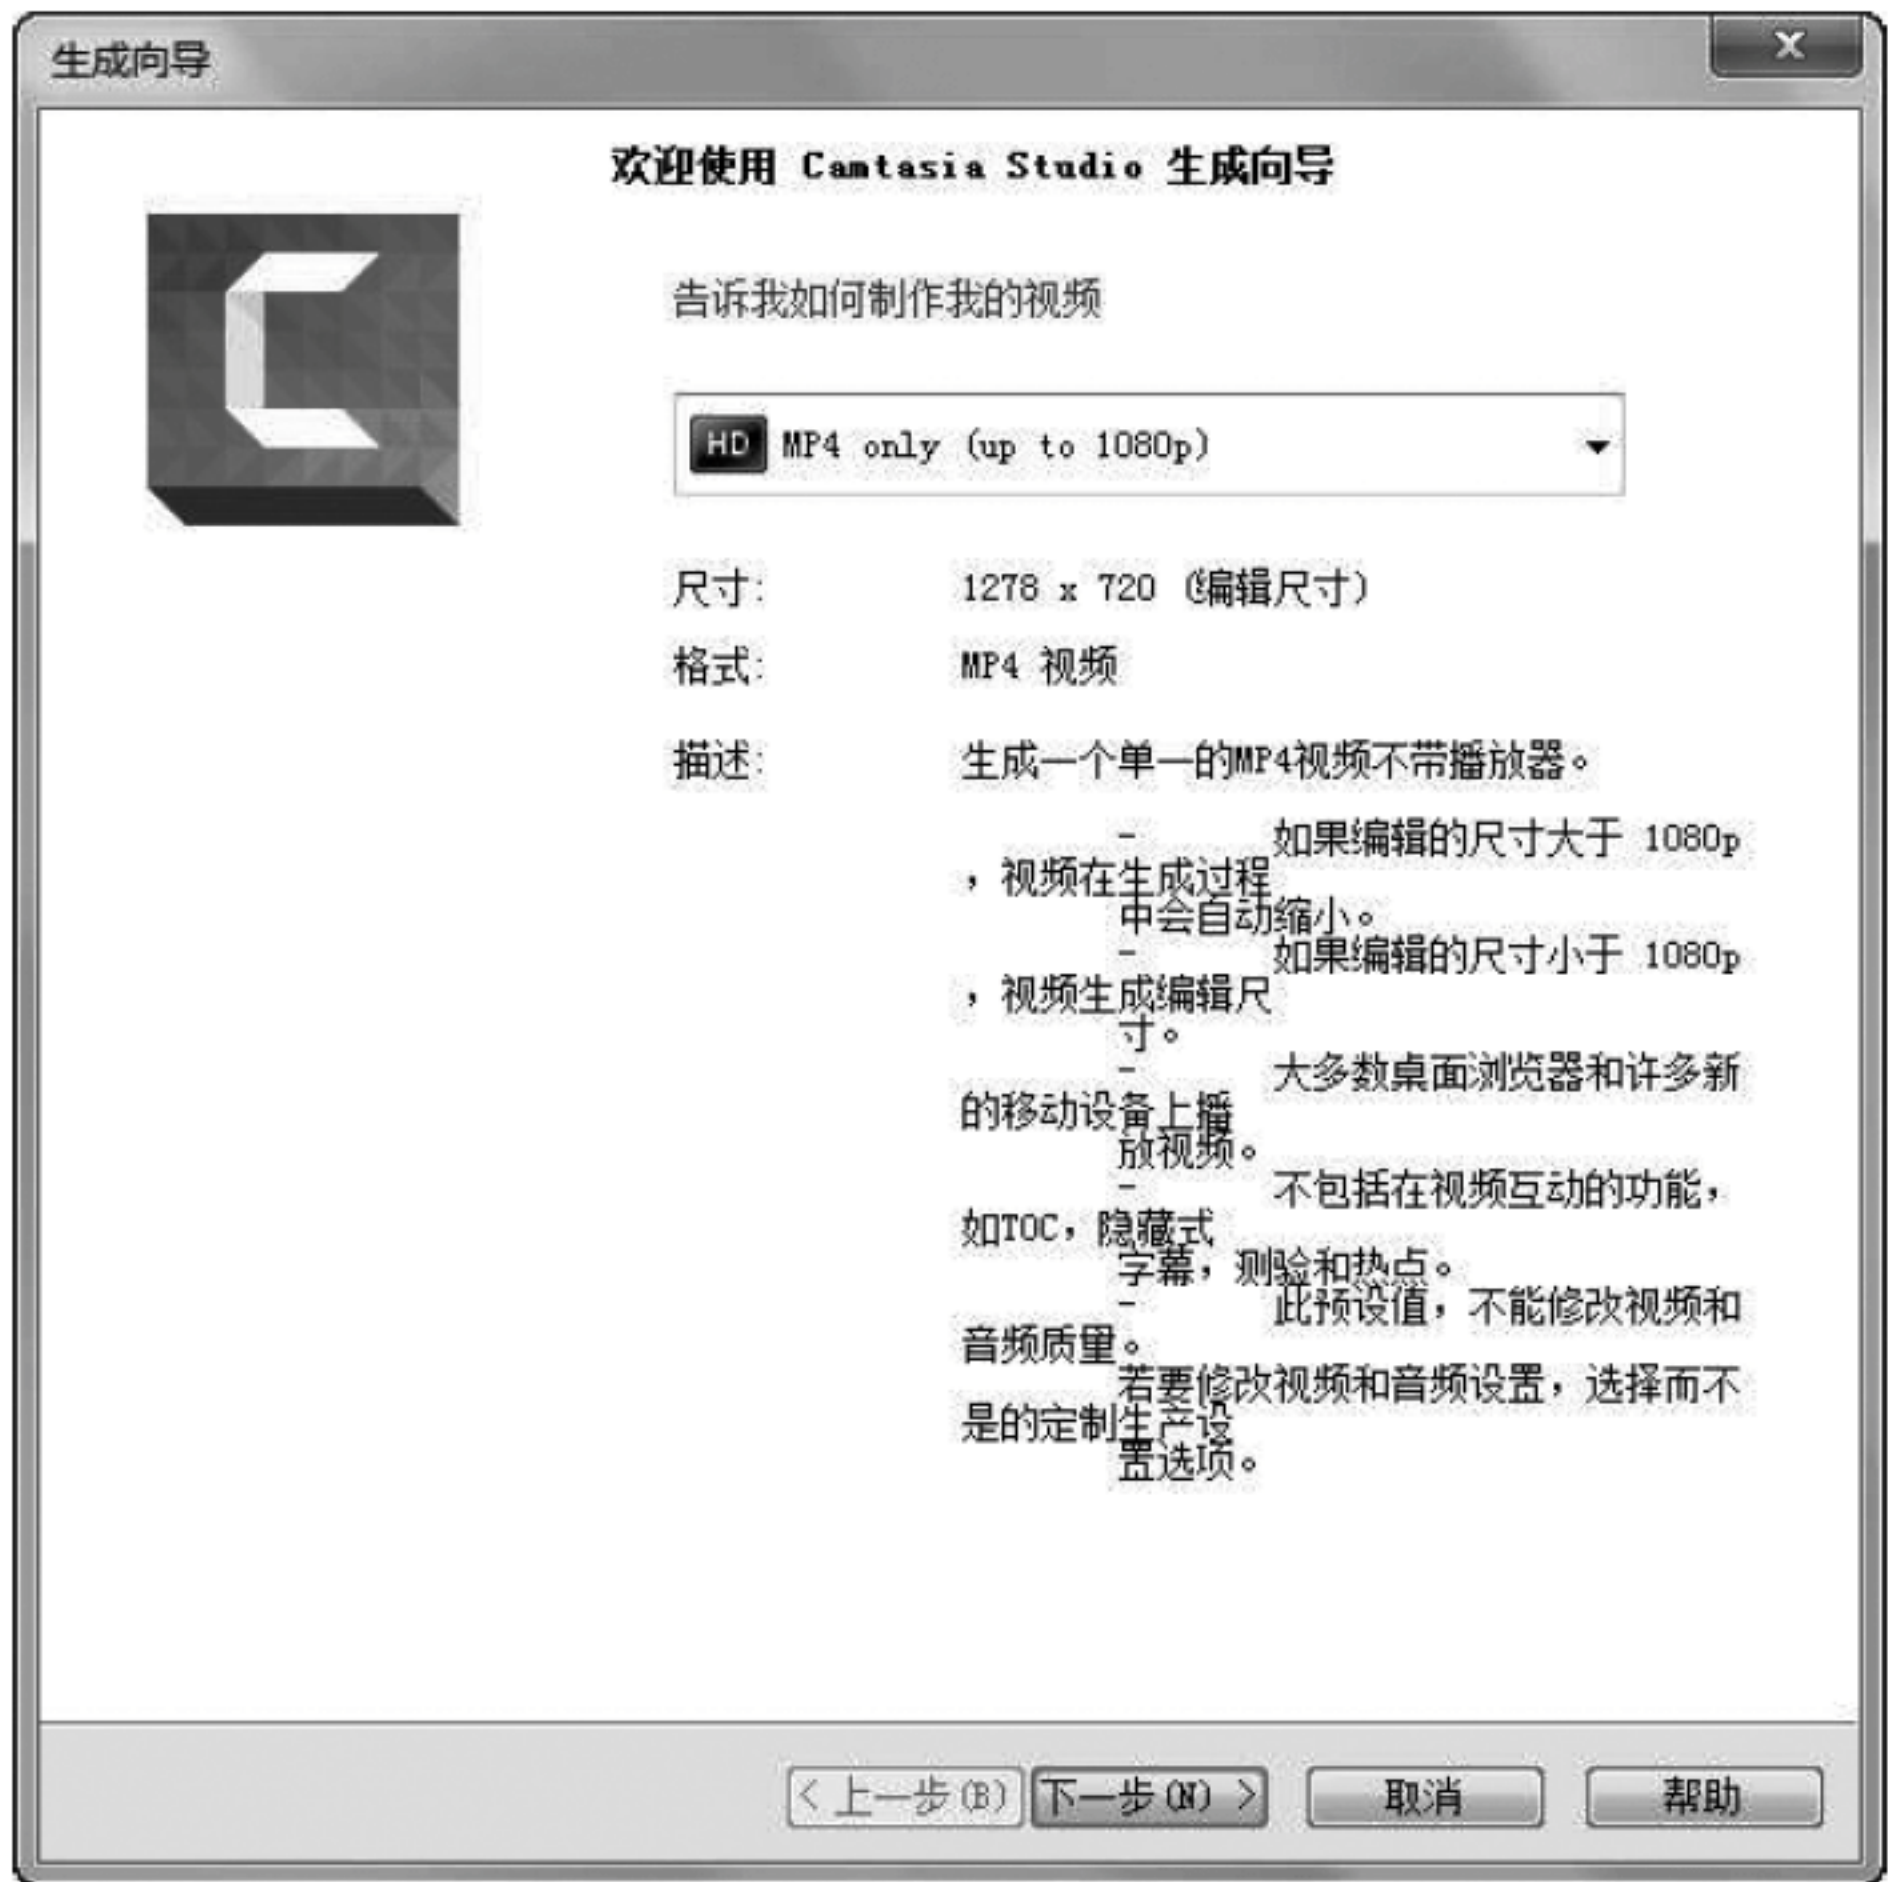 生成向导
欢迎使用 Camtasia Studio 生成向导
告诉我如何制作我的视频
HD MP4 only (up to 1080p)
尺寸: 1278 x 720 (编辑尺寸)
格式: MP4 视频
描述: 生成一个单一的MP4视频不带播放器。
- 如果编辑的尺寸大于 1080p
，视频在生成过程
中会自动缩小。
- 如果编辑的尺寸小于 1080p
，视频生成编辑尺
寸。
- 大多数桌面浏览器和许多新
的移动设备上播
放视频。
- 不包括在视频互动的功能，
如TOC，隐藏式
字幕，测验和热点。
- 此预设值，不能修改视频和
音频质量。
若要修改视频和音频设置，选择而不
是的定制生产设
置选项。
< 上一步(B) 下一步(N) > 取消 帮助